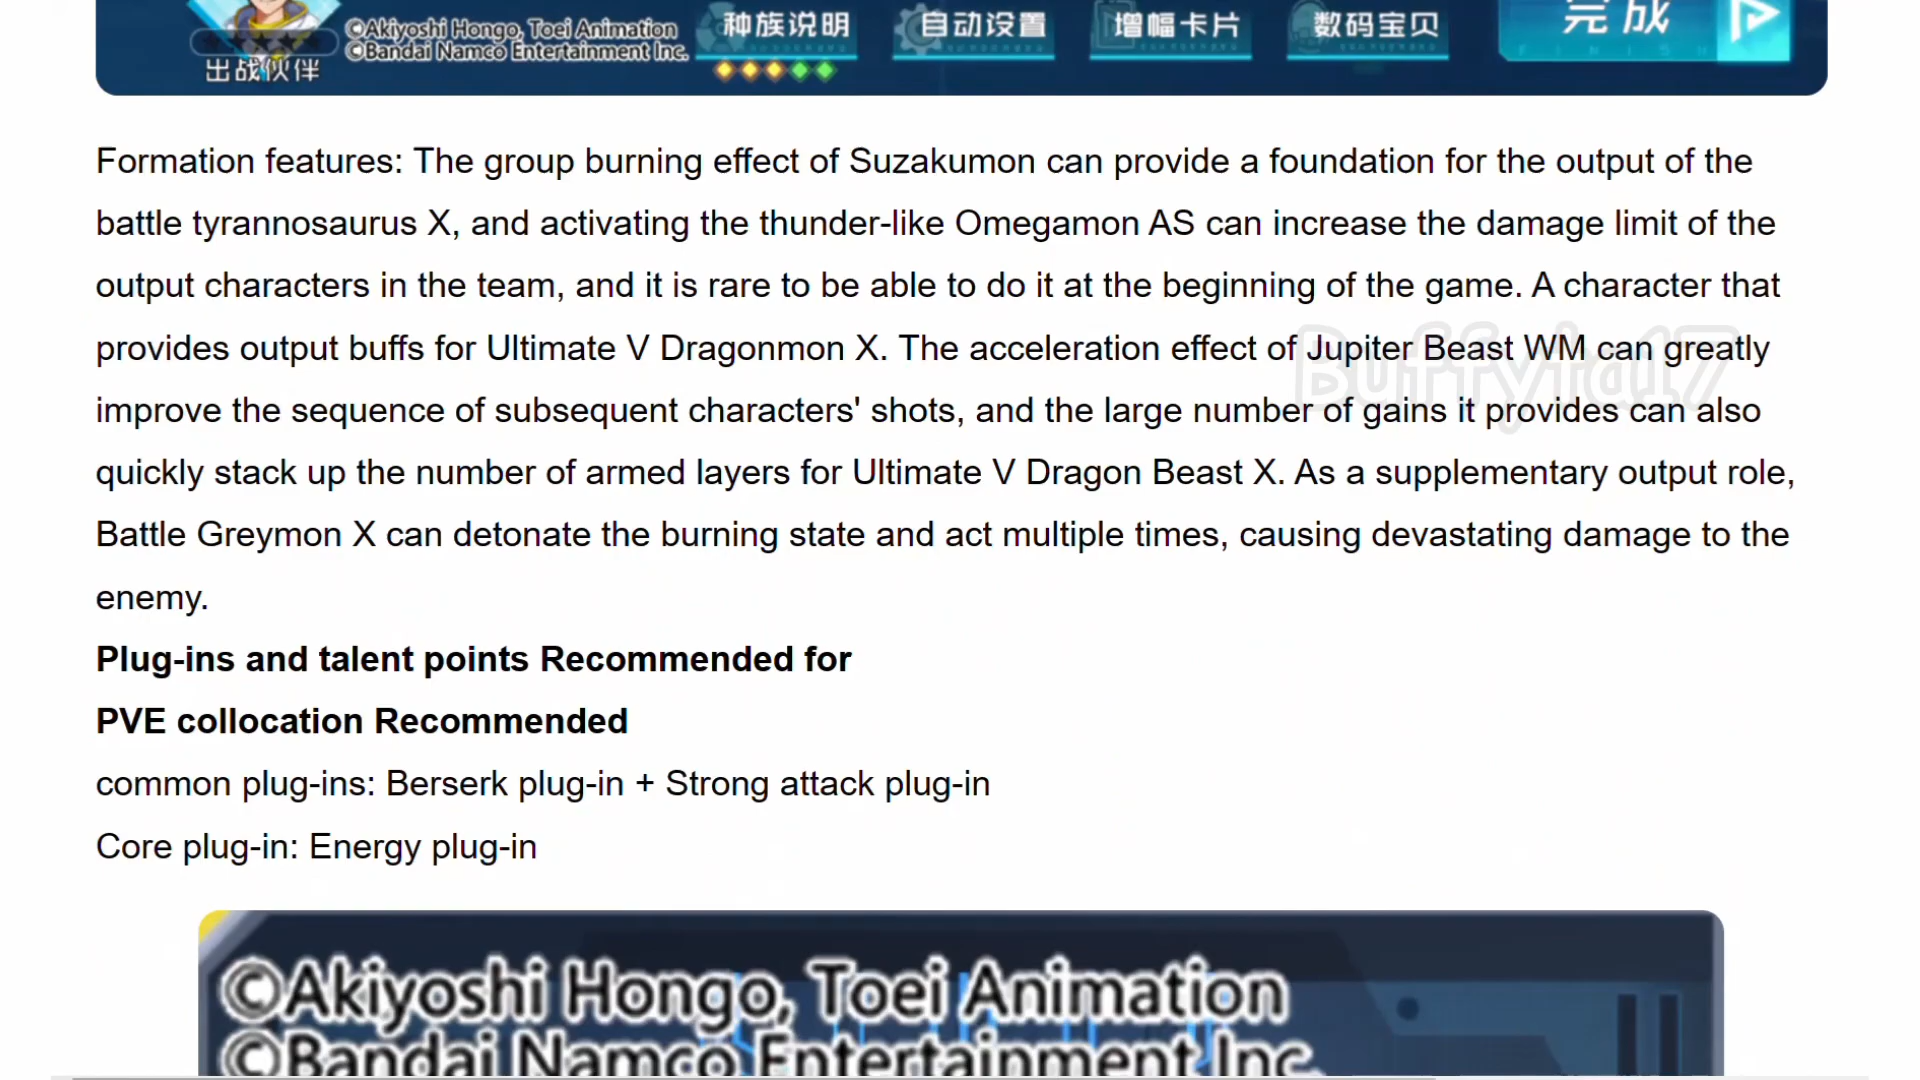 ©Akiyoshi Hongo, Toei Animation
©Bandai Namco Entertainment Inc.
出战伙伴
种族说明
自动设置
增幅卡片
数码宝贝
完成
Formation features: The group burning effect of Suzakumon can provide a foundation for the output of the
battle tyrannosaurus X, and activating the thunder-like Omegamon AS can increase the damage limit of the
output characters in the team, and it is rare to be able to do it at the beginning of the game. A character that
provides output buffs for Ultimate V Dragonmon X. The acceleration effect of Jupiter Beast WM can greatly
improve the sequence of subsequent characters' shots, and the large number of gains it provides can also
quickly stack up the number of armed layers for Ultimate V Dragon Beast X. As a supplementary output role,
Battle Greymon X can detonate the burning state and act multiple times, causing devastating damage to the
enemy.
Plug-ins and talent points Recommended for
PVE collocation Recommended
common plug-ins: Berserk plug-in + Strong attack plug-in
Core plug-in: Energy plug-in
©Akiyoshi Hongo, Toei Animation
©Bandai Namco Entertainment Inc.